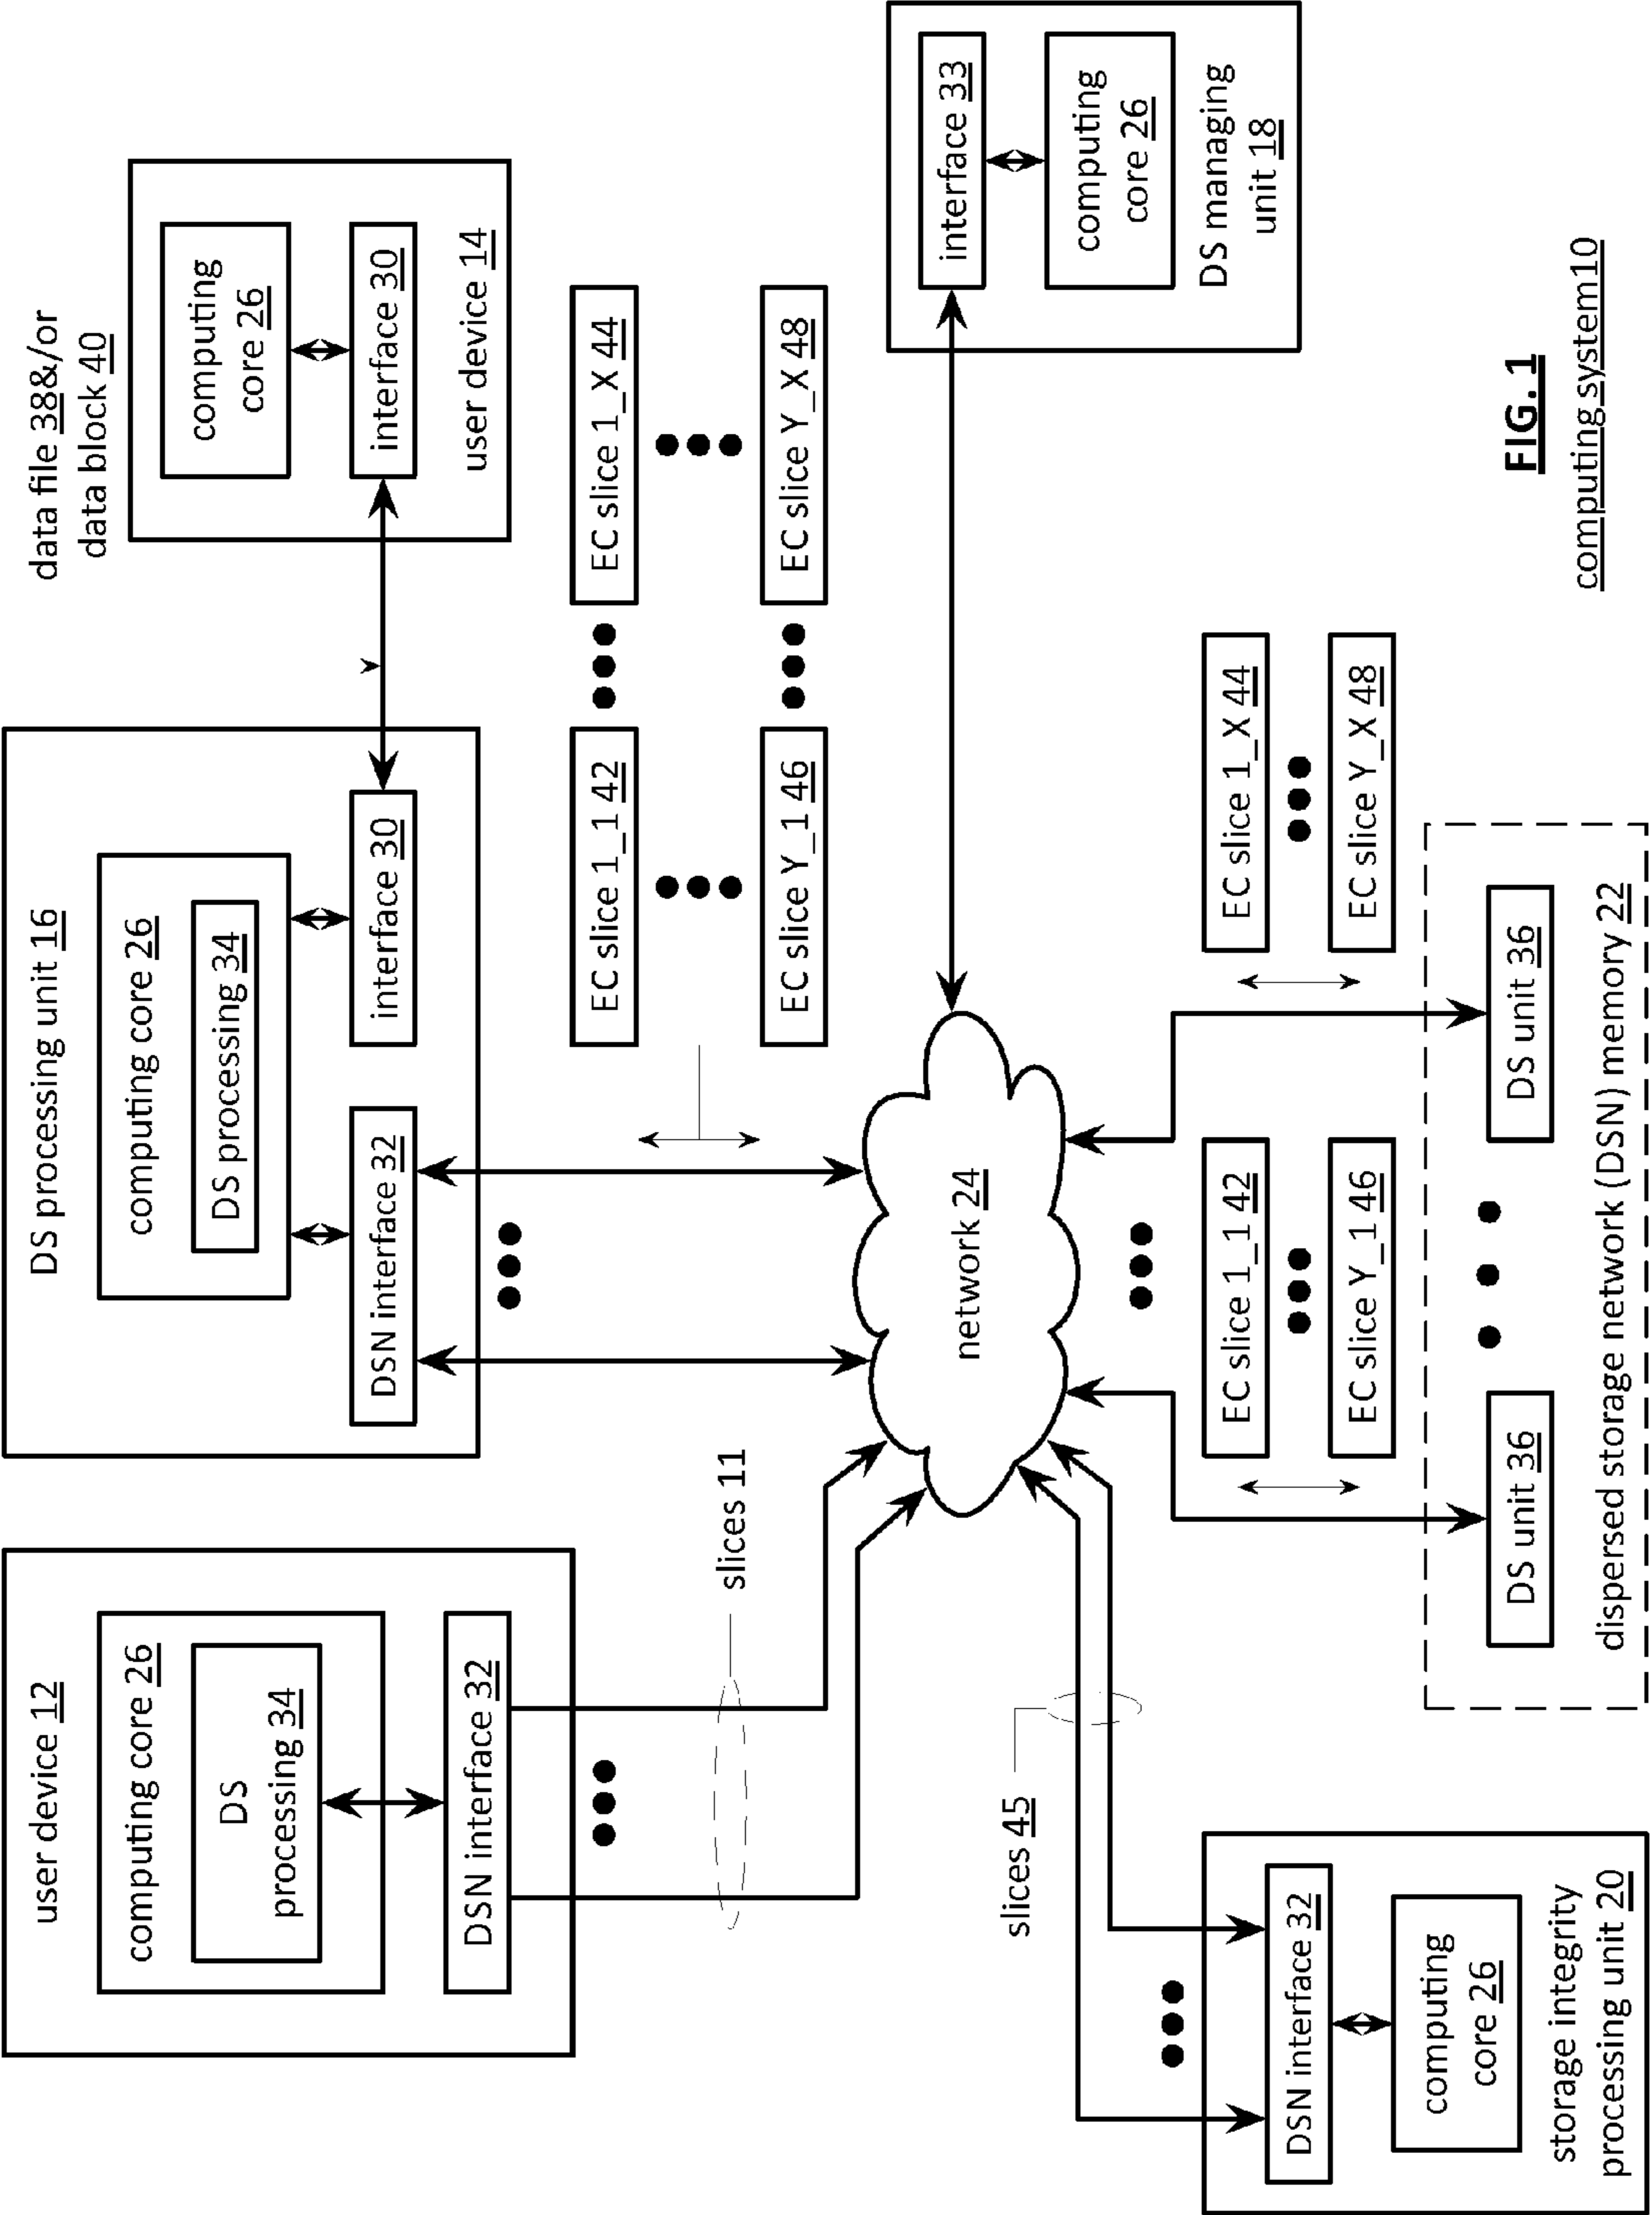 user device 12
computing core 26
DS
processing 34
DSN interface 32
slices 11
DS processing unit 16
computing core 26
DS processing 34
DSN interface 32
interface 30
data file 38&/or
data block 40
computing
core 26
interface 30
user device 14
EC slice 1_1 42
EC slice 1_X 44
EC slice Y_1 46
EC slice Y_X 48
network 24
interface 33
computing
core 26
DS managing
unit 18
slices 45
DSN interface 32
computing
core 26
storage integrity
processing unit 20
EC slice 1_1 42
EC slice Y_1 46
EC slice 1_X 44
EC slice Y_X 48
DS unit 36
DS unit 36
dispersed storage network (DSN) memory 22
FIG. 1
computing system10